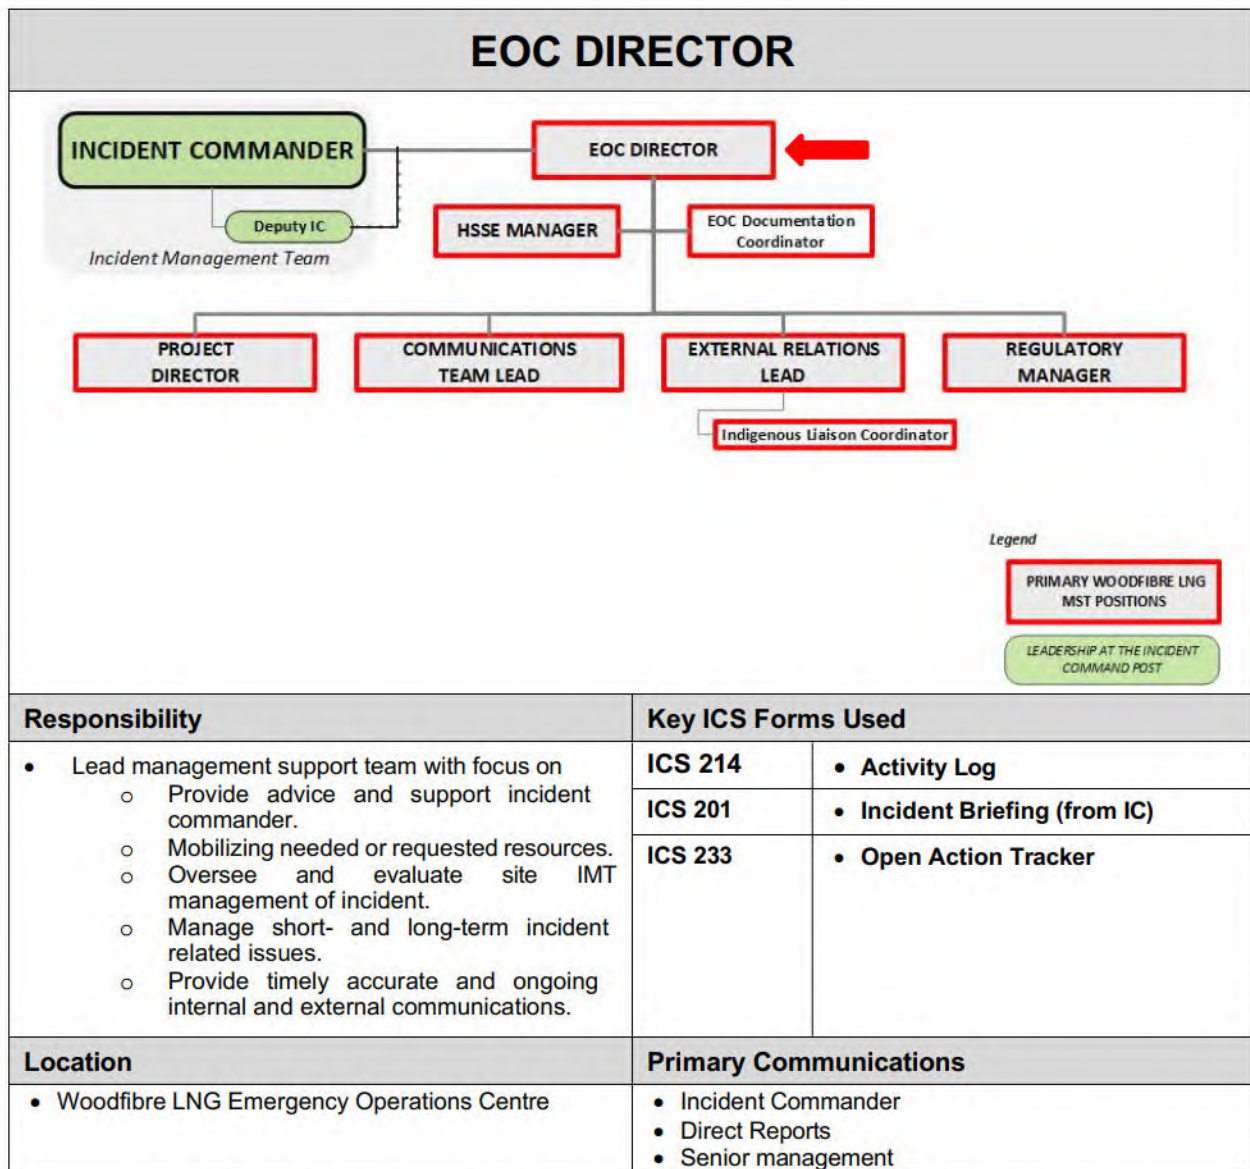 EOC DIRECTOR
INCIDENT COMMANDER
EOC DIRECTOR
Deputy IC
Incident Management Team
HSSE MANAGER
EOC Documentation
Coordinator
PROJECT
DIRECTOR
COMMUNICATIONS
TEAM LEAD
EXTERNAL RELATIONS
LEAD
REGULATORY
MANAGER
Indigenous Liaison Coordinator
Legend
PRIMARY WOODFIBRE LNG
MST POSITIONS
LEADERSHIP AT THE INCIDENT
COMMAND POST
Responsibility
• Lead management support team with focus on
o Provide advice and support incident
commander.
o Mobilizing needed or requested resources.
o Oversee and evaluate site IMT
management of incident.
o Manage short- and long-term incident
related issues.
o Provide timely accurate and ongoing
internal and external communications.
Key ICS Forms Used
ICS 214 • Activity Log
ICS 201 • Incident Briefing (from IC)
ICS 233 • Open Action Tracker
Location
• Woodfibre LNG Emergency Operations Centre
Primary Communications
• Incident Commander
• Direct Reports
• Senior management